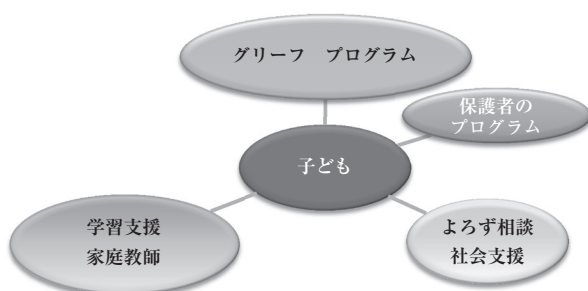 グリーフ　プログラム
保護者の
プログラム
子ども
学習支援
家庭教師
よろず相談
社会支援